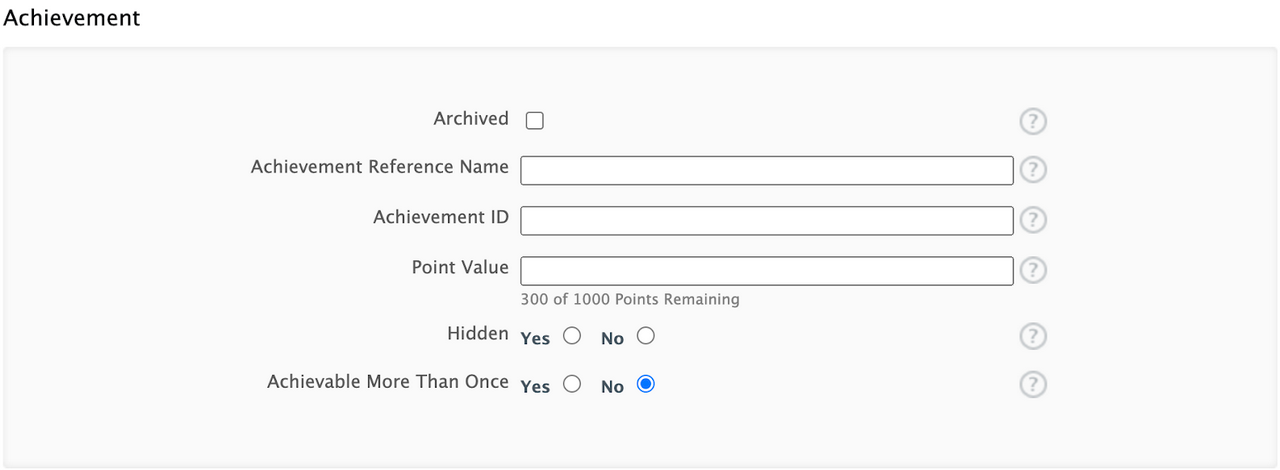 Achievement
Archived
?
Achievement Reference Name
?
Achievement ID
?
Point Value
?
300 of 1000 Points Remaining
Hidden Yes No
?
Achievable More Than Once Yes No
?